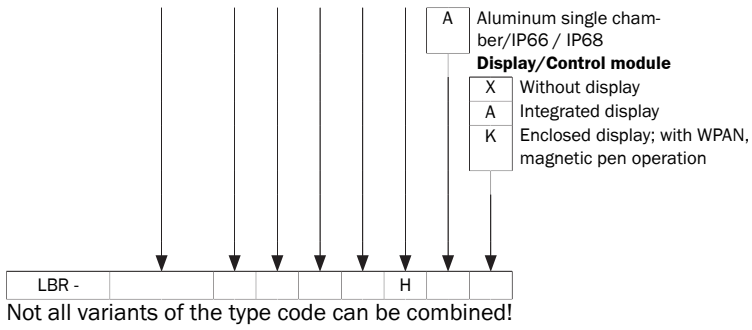 A Aluminum single cham-
ber/IP66 / IP68
Display/Control module
X Without display
A Integrated display
K Enclosed display; with WPAN,
magnetic pen operation
LBR - H
Not all variants of the type code can be combined!